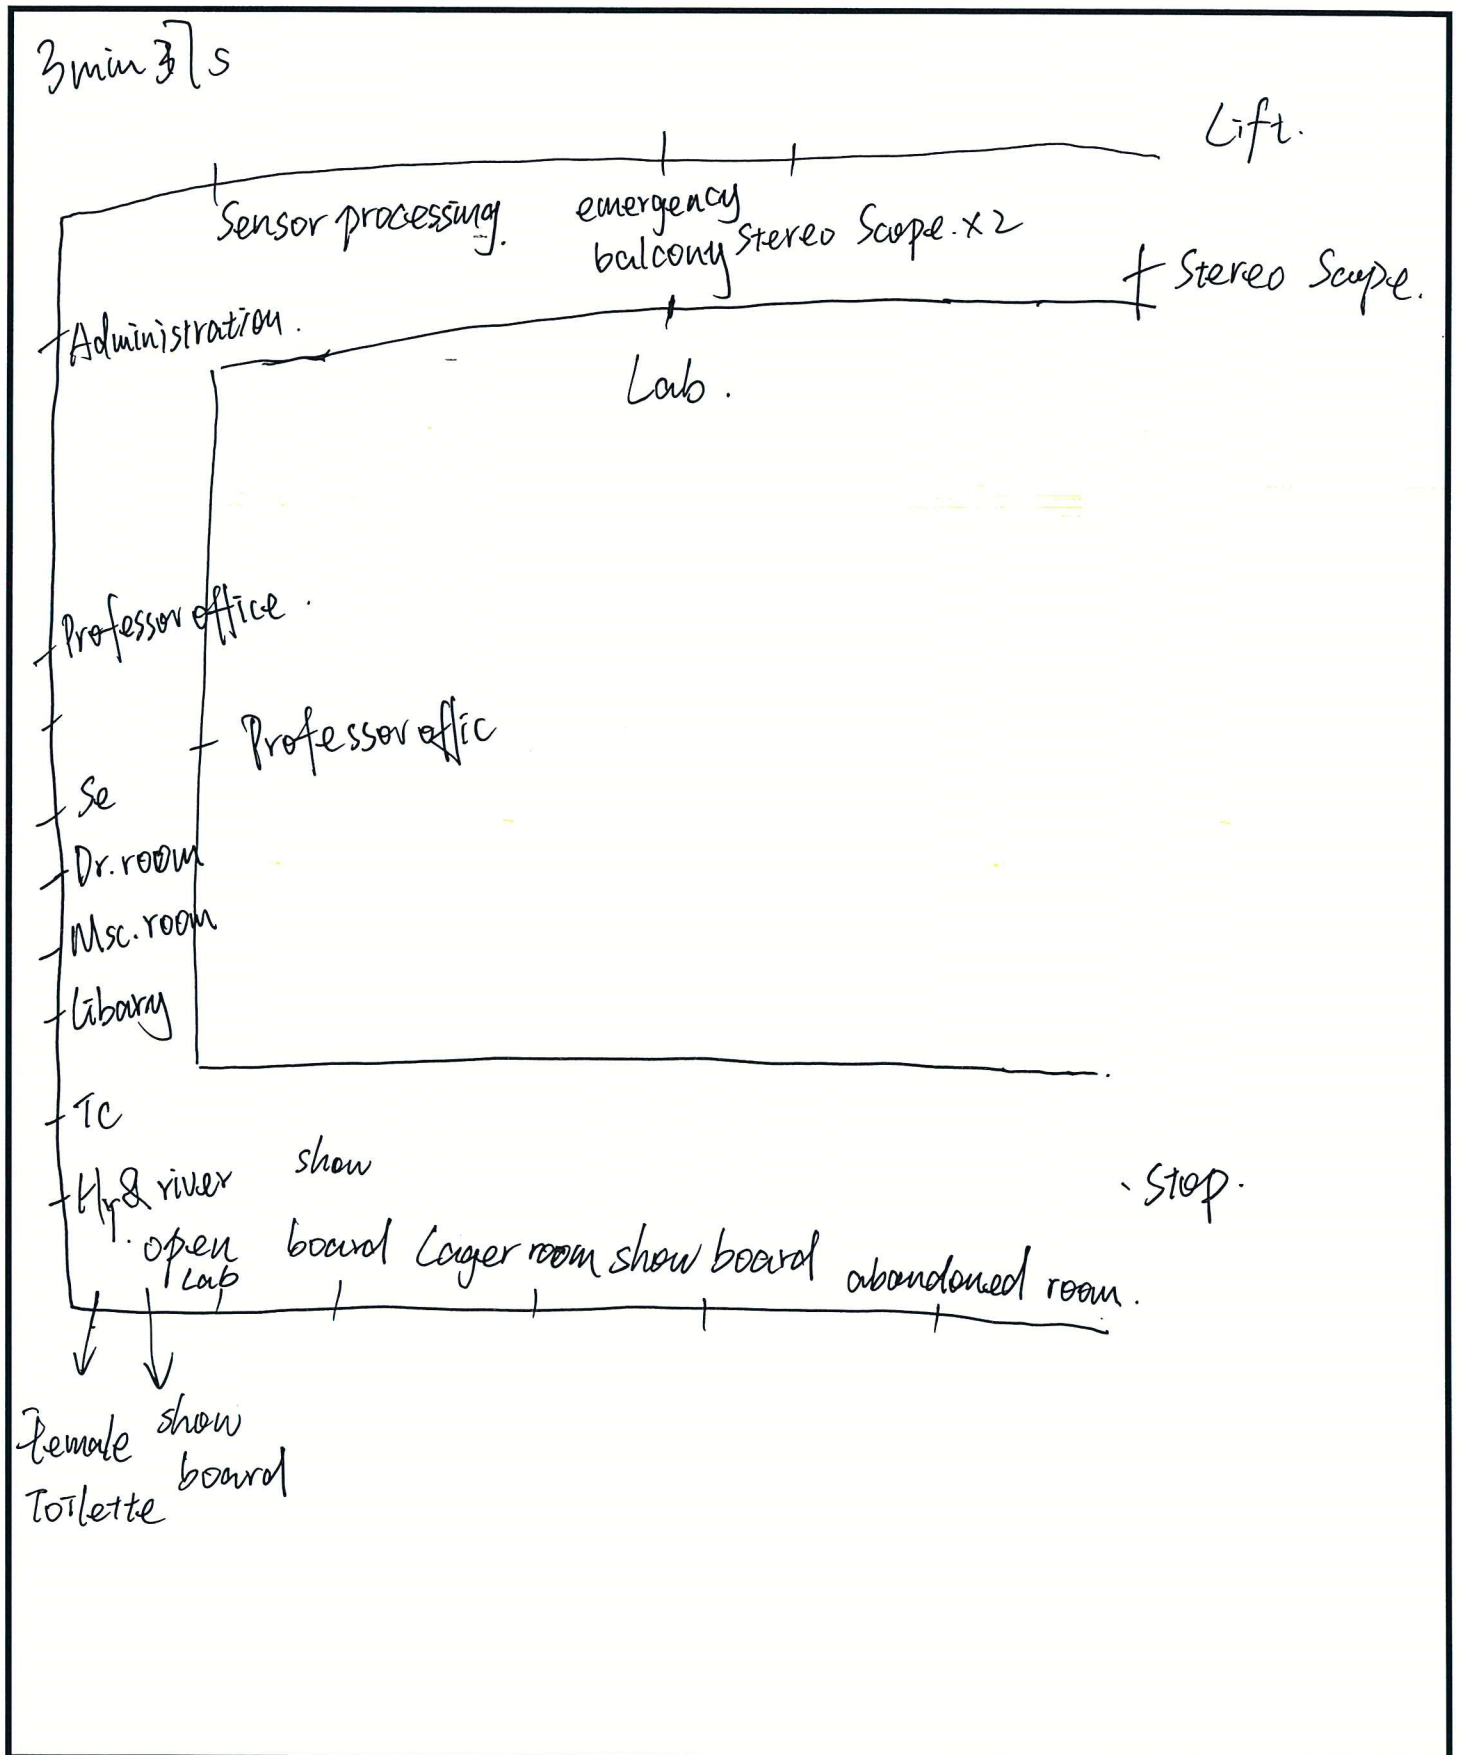 3min 37s
Lift.
Sensor processing.
emergency
balcony
Stereo Scope. x2
Stereo Scope.
Administration.
Lab.
Professor office.
Professor offic
Se
Dr. room
Msc. room
Libary
TC
& river
show
board
open
Lab
Lager room
show board
abandoned room.
Stop.
Female
Toilette
show
board